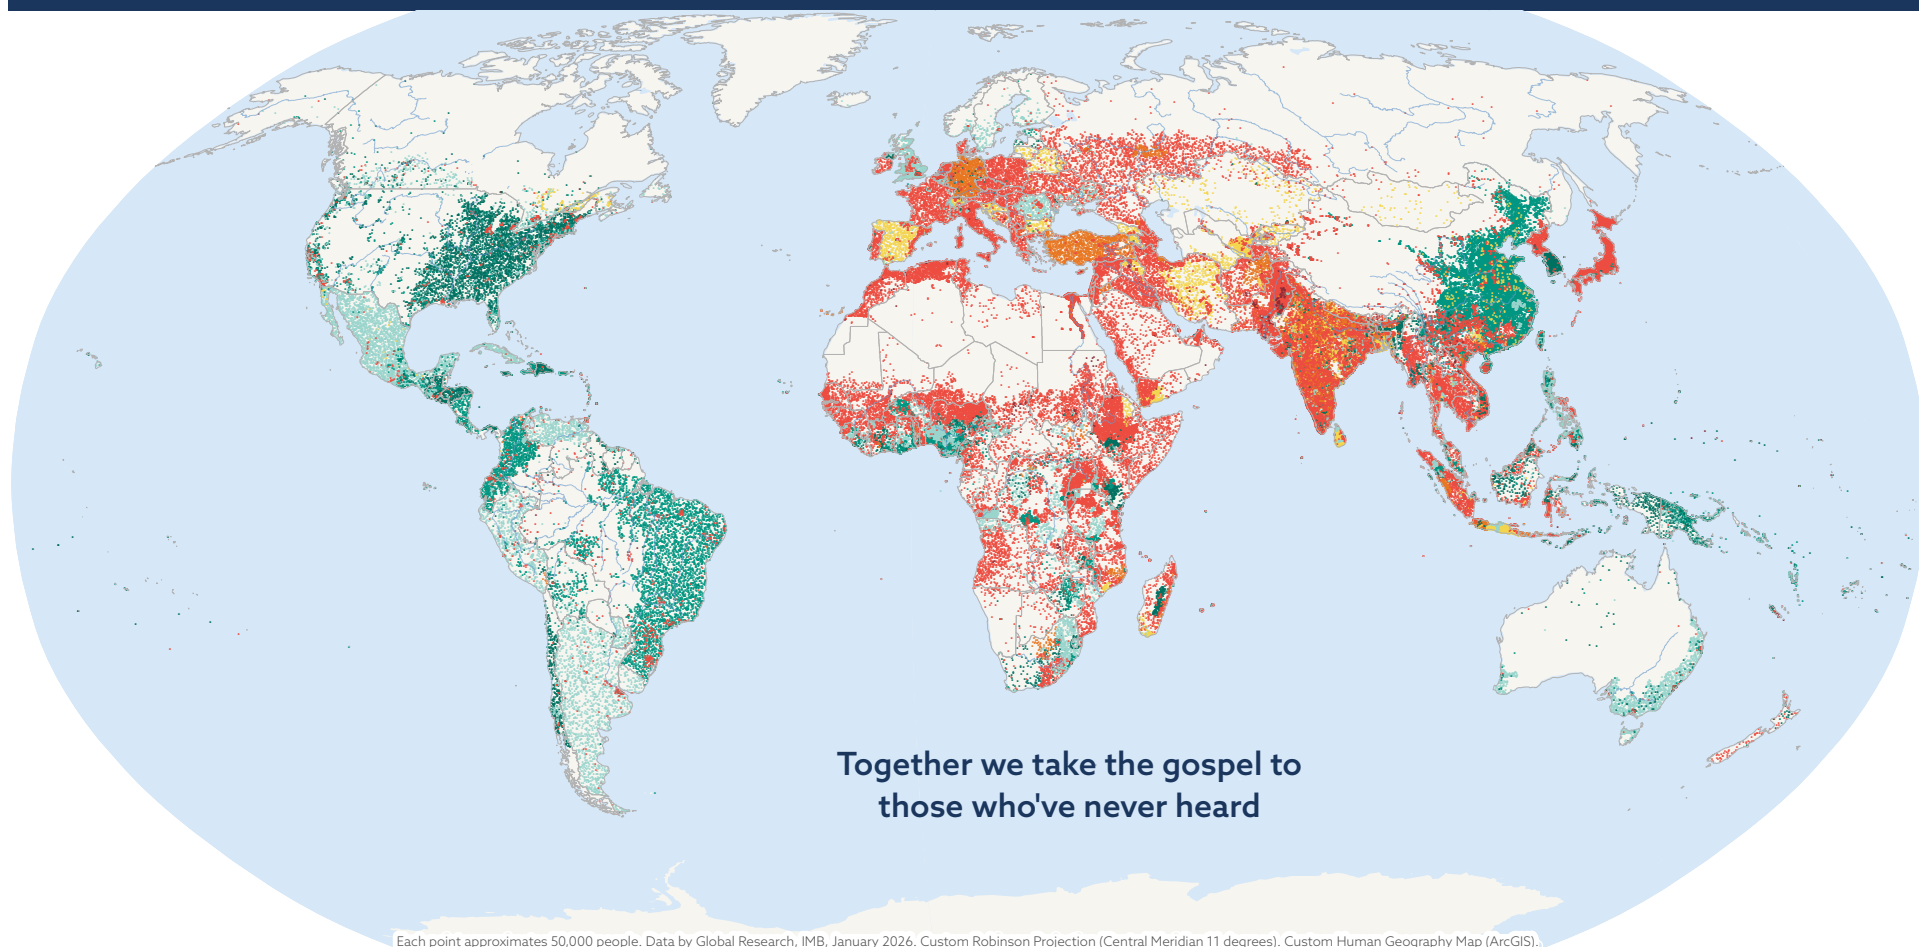 Together we take the gospel to
those who've never heard
Each point approximates 50,000 people. Data by Global Research, IMB, January 2026. Custom Robinson Projection (Central Meridian 11 degrees). Custom Human Geography Map (ArcGIS).